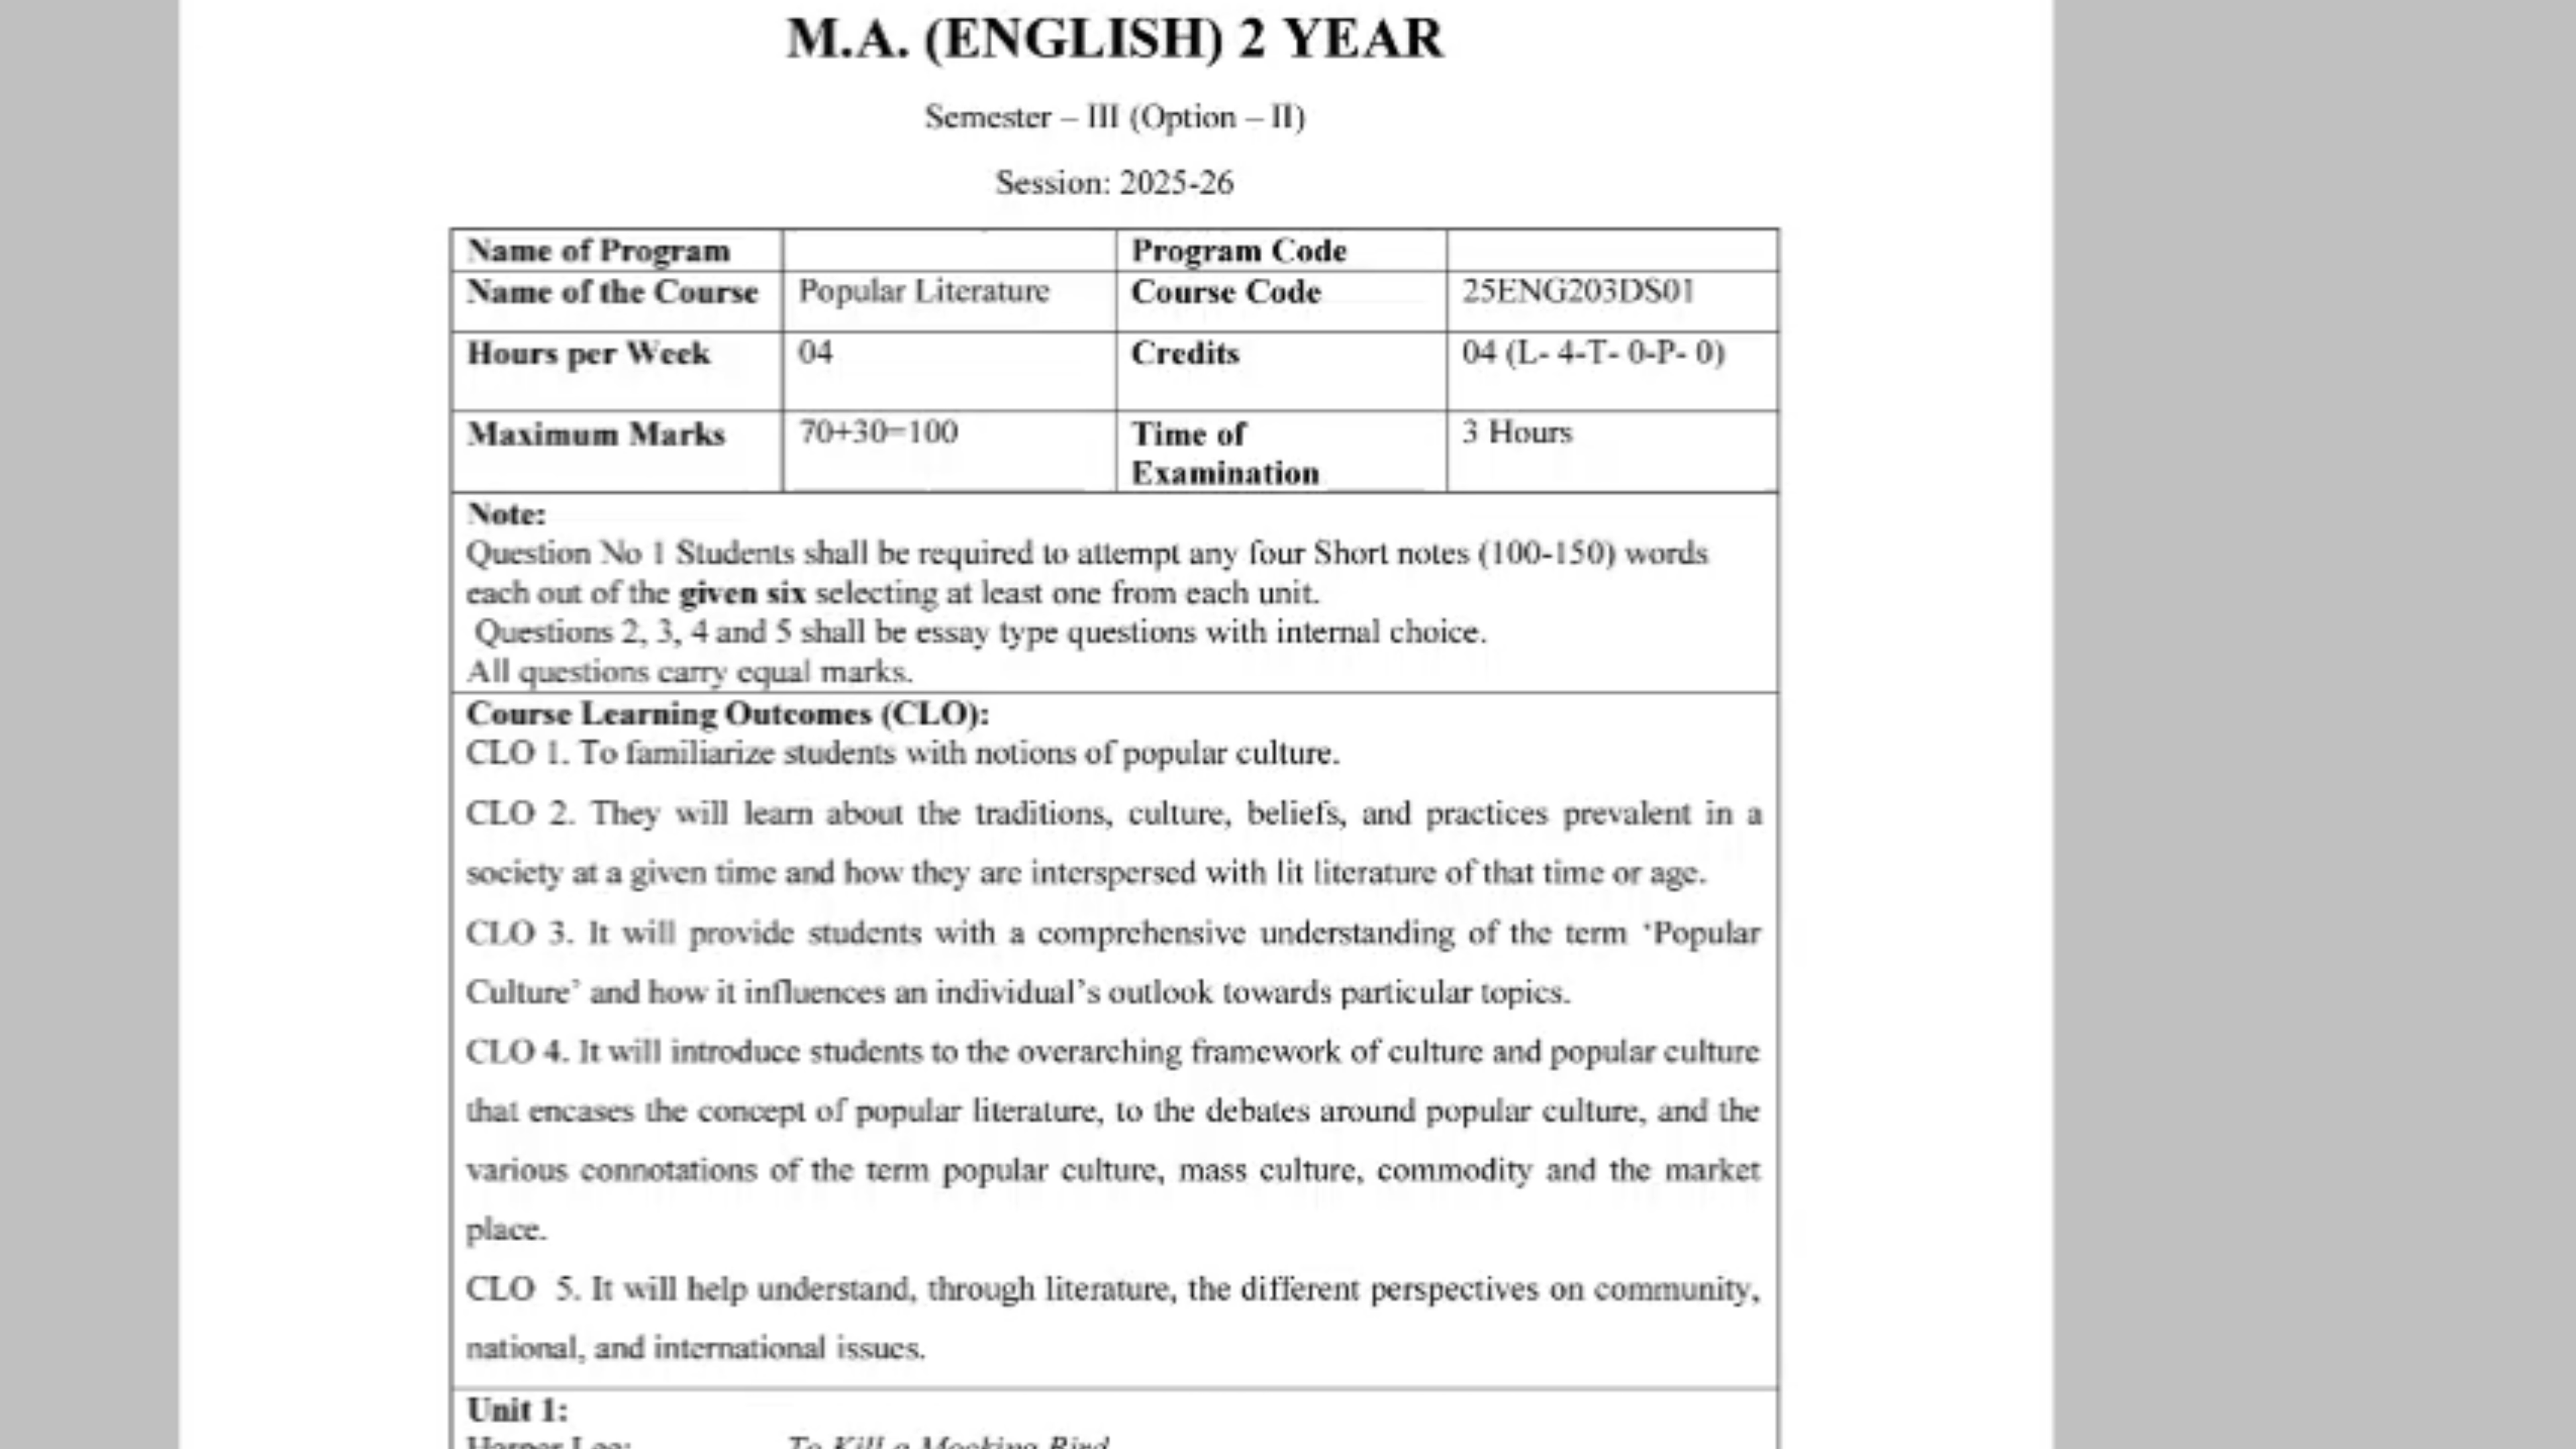 M.A. (ENGLISH) 2 YEAR
Semester – III (Option – II)
Session: 2025-26
Name of Program Program Code
Name of the Course Popular Literature Course Code 25ENG203DS01
Hours per Week 04 Credits 04 (L- 4-T- 0-P- 0)
Maximum Marks 70+30=100 Time of 3 Hours
Examination
Note:
Question No 1 Students shall be required to attempt any four Short notes (100-150) words
each out of the given six selecting at least one from each unit.
Questions 2, 3, 4 and 5 shall be essay type questions with internal choice.
All questions carry equal marks.
Course Learning Outcomes (CLO):
CLO 1. To familiarize students with notions of popular culture.
CLO 2. They will learn about the traditions, culture, beliefs, and practices prevalent in a
society at a given time and how they are interspersed with lit literature of that time or age.
CLO 3. It will provide students with a comprehensive understanding of the term ‘Popular
Culture’ and how it influences an individual’s outlook towards particular topics.
CLO 4. It will introduce students to the overarching framework of culture and popular culture
that encases the concept of popular literature, to the debates around popular culture, and the
various connotations of the term popular culture, mass culture, commodity and the market
place.
CLO 5. It will help understand, through literature, the different perspectives on community,
national, and international issues.
Unit 1:
Harper Lee: To Kill a Mocking Bird